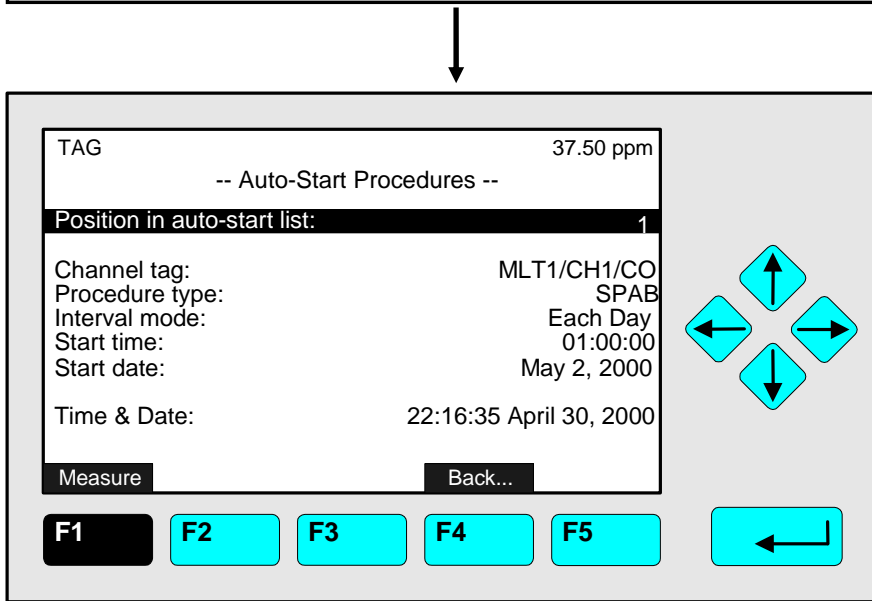 TAG 37.50 ppm
-- Auto-Start Procedures --
Position in auto-start list: 1
Channel tag: MLT1/CH1/CO
Procedure type: SPAB
Interval mode: Each Day
Start time: 01:00:00
Start date: May 2, 2000
Time & Date: 22:16:35 April 30, 2000
Measure Back...
F1 F2 F3 F4 F5